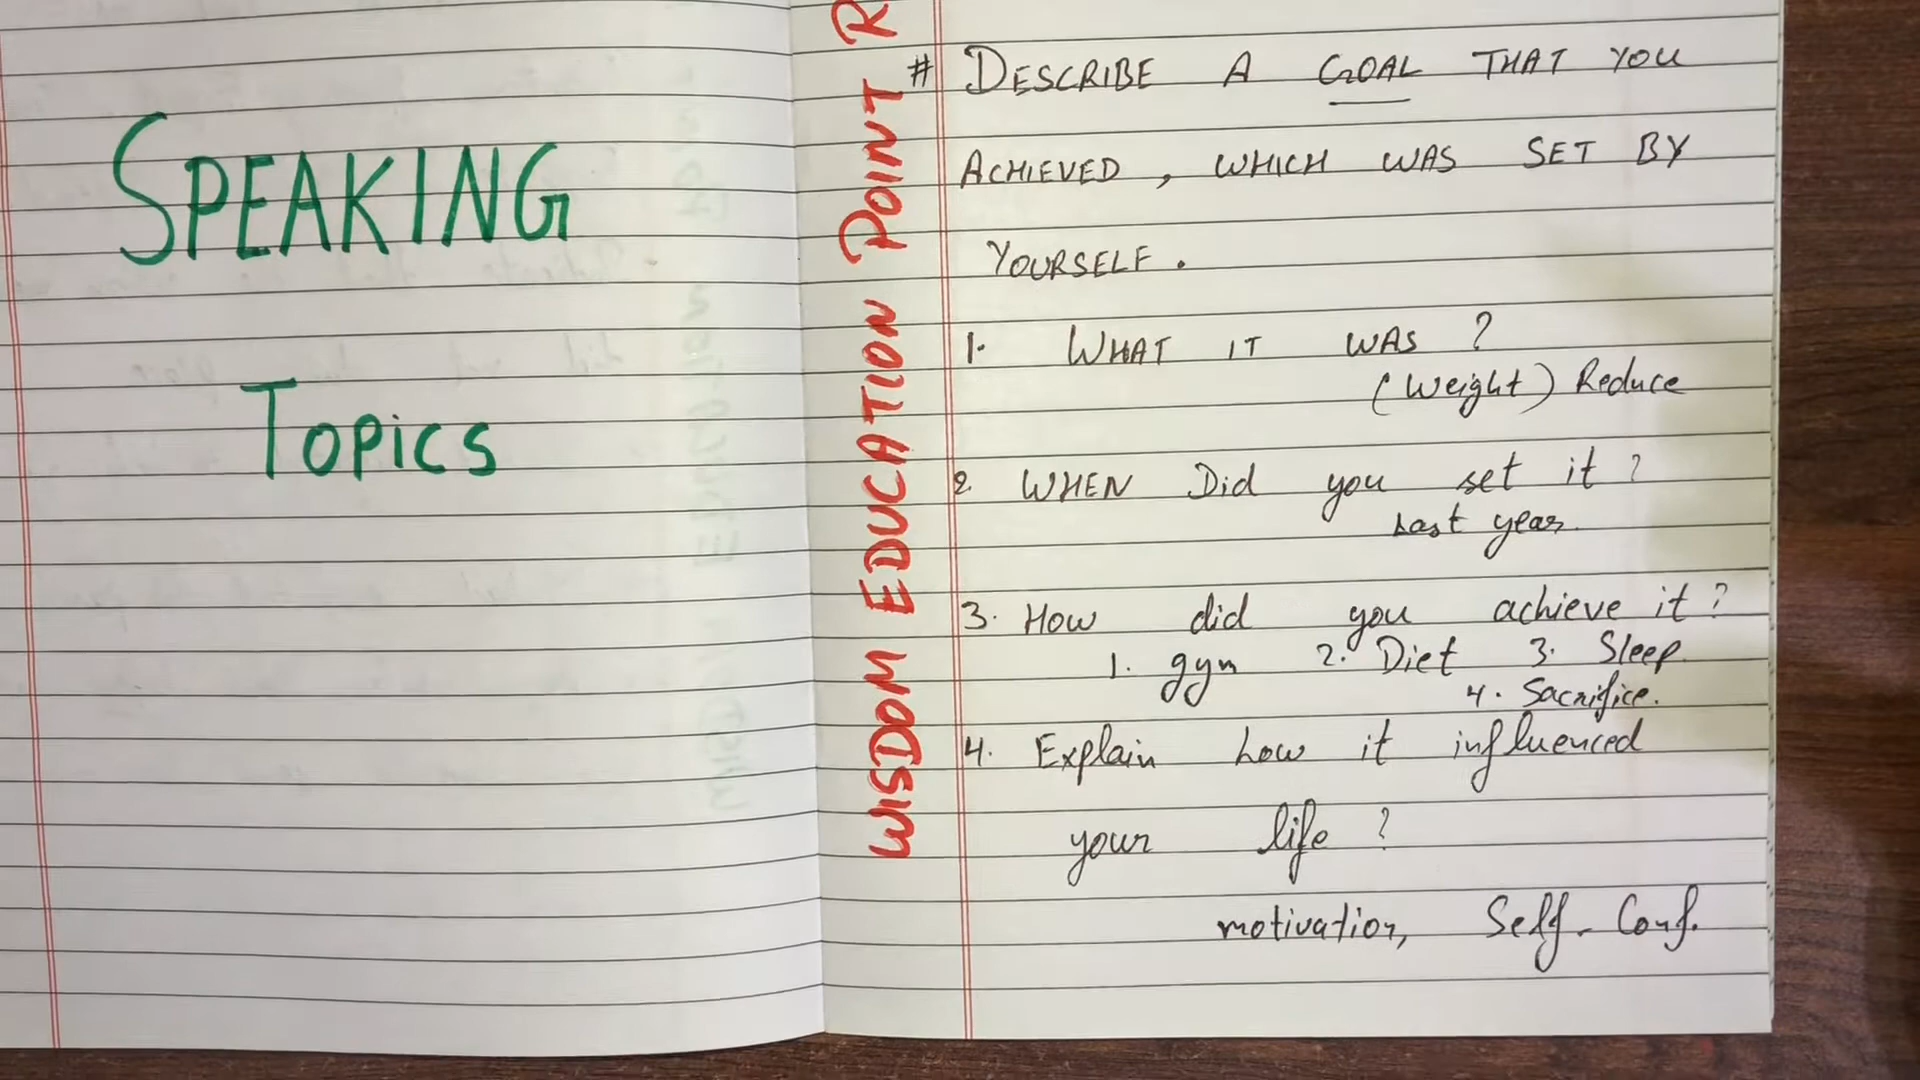 SPEAKING
TOPICS
WISDOM EDUCATION POINT R
# DESCRIBE A GOAL THAT YOU
ACHIEVED, WHICH WAS SET BY
YOURSELF.
1. WHAT IT WAS ?
(Weight) Reduce
2. WHEN Did you set it ?
Last year.
3. How did you achieve it ?
1. gym 2. Diet 3. Sleep
4. Sacrifice.
4. Explain how it influenced
your life ?
motivation, Self-Conf.